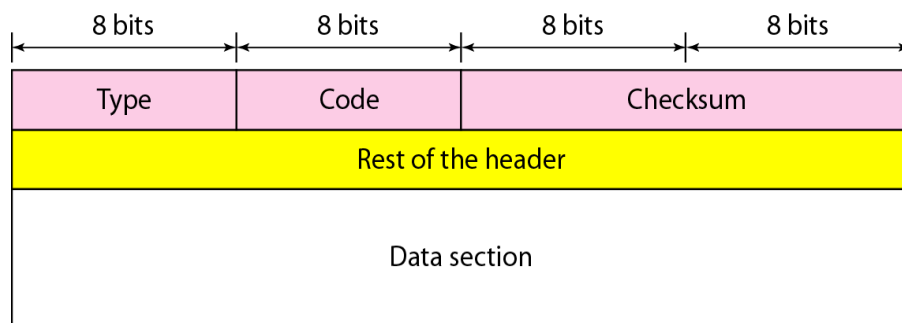 8 bits 8 bits 8 bits 8 bits
Type Code Checksum
Rest of the header
Data section